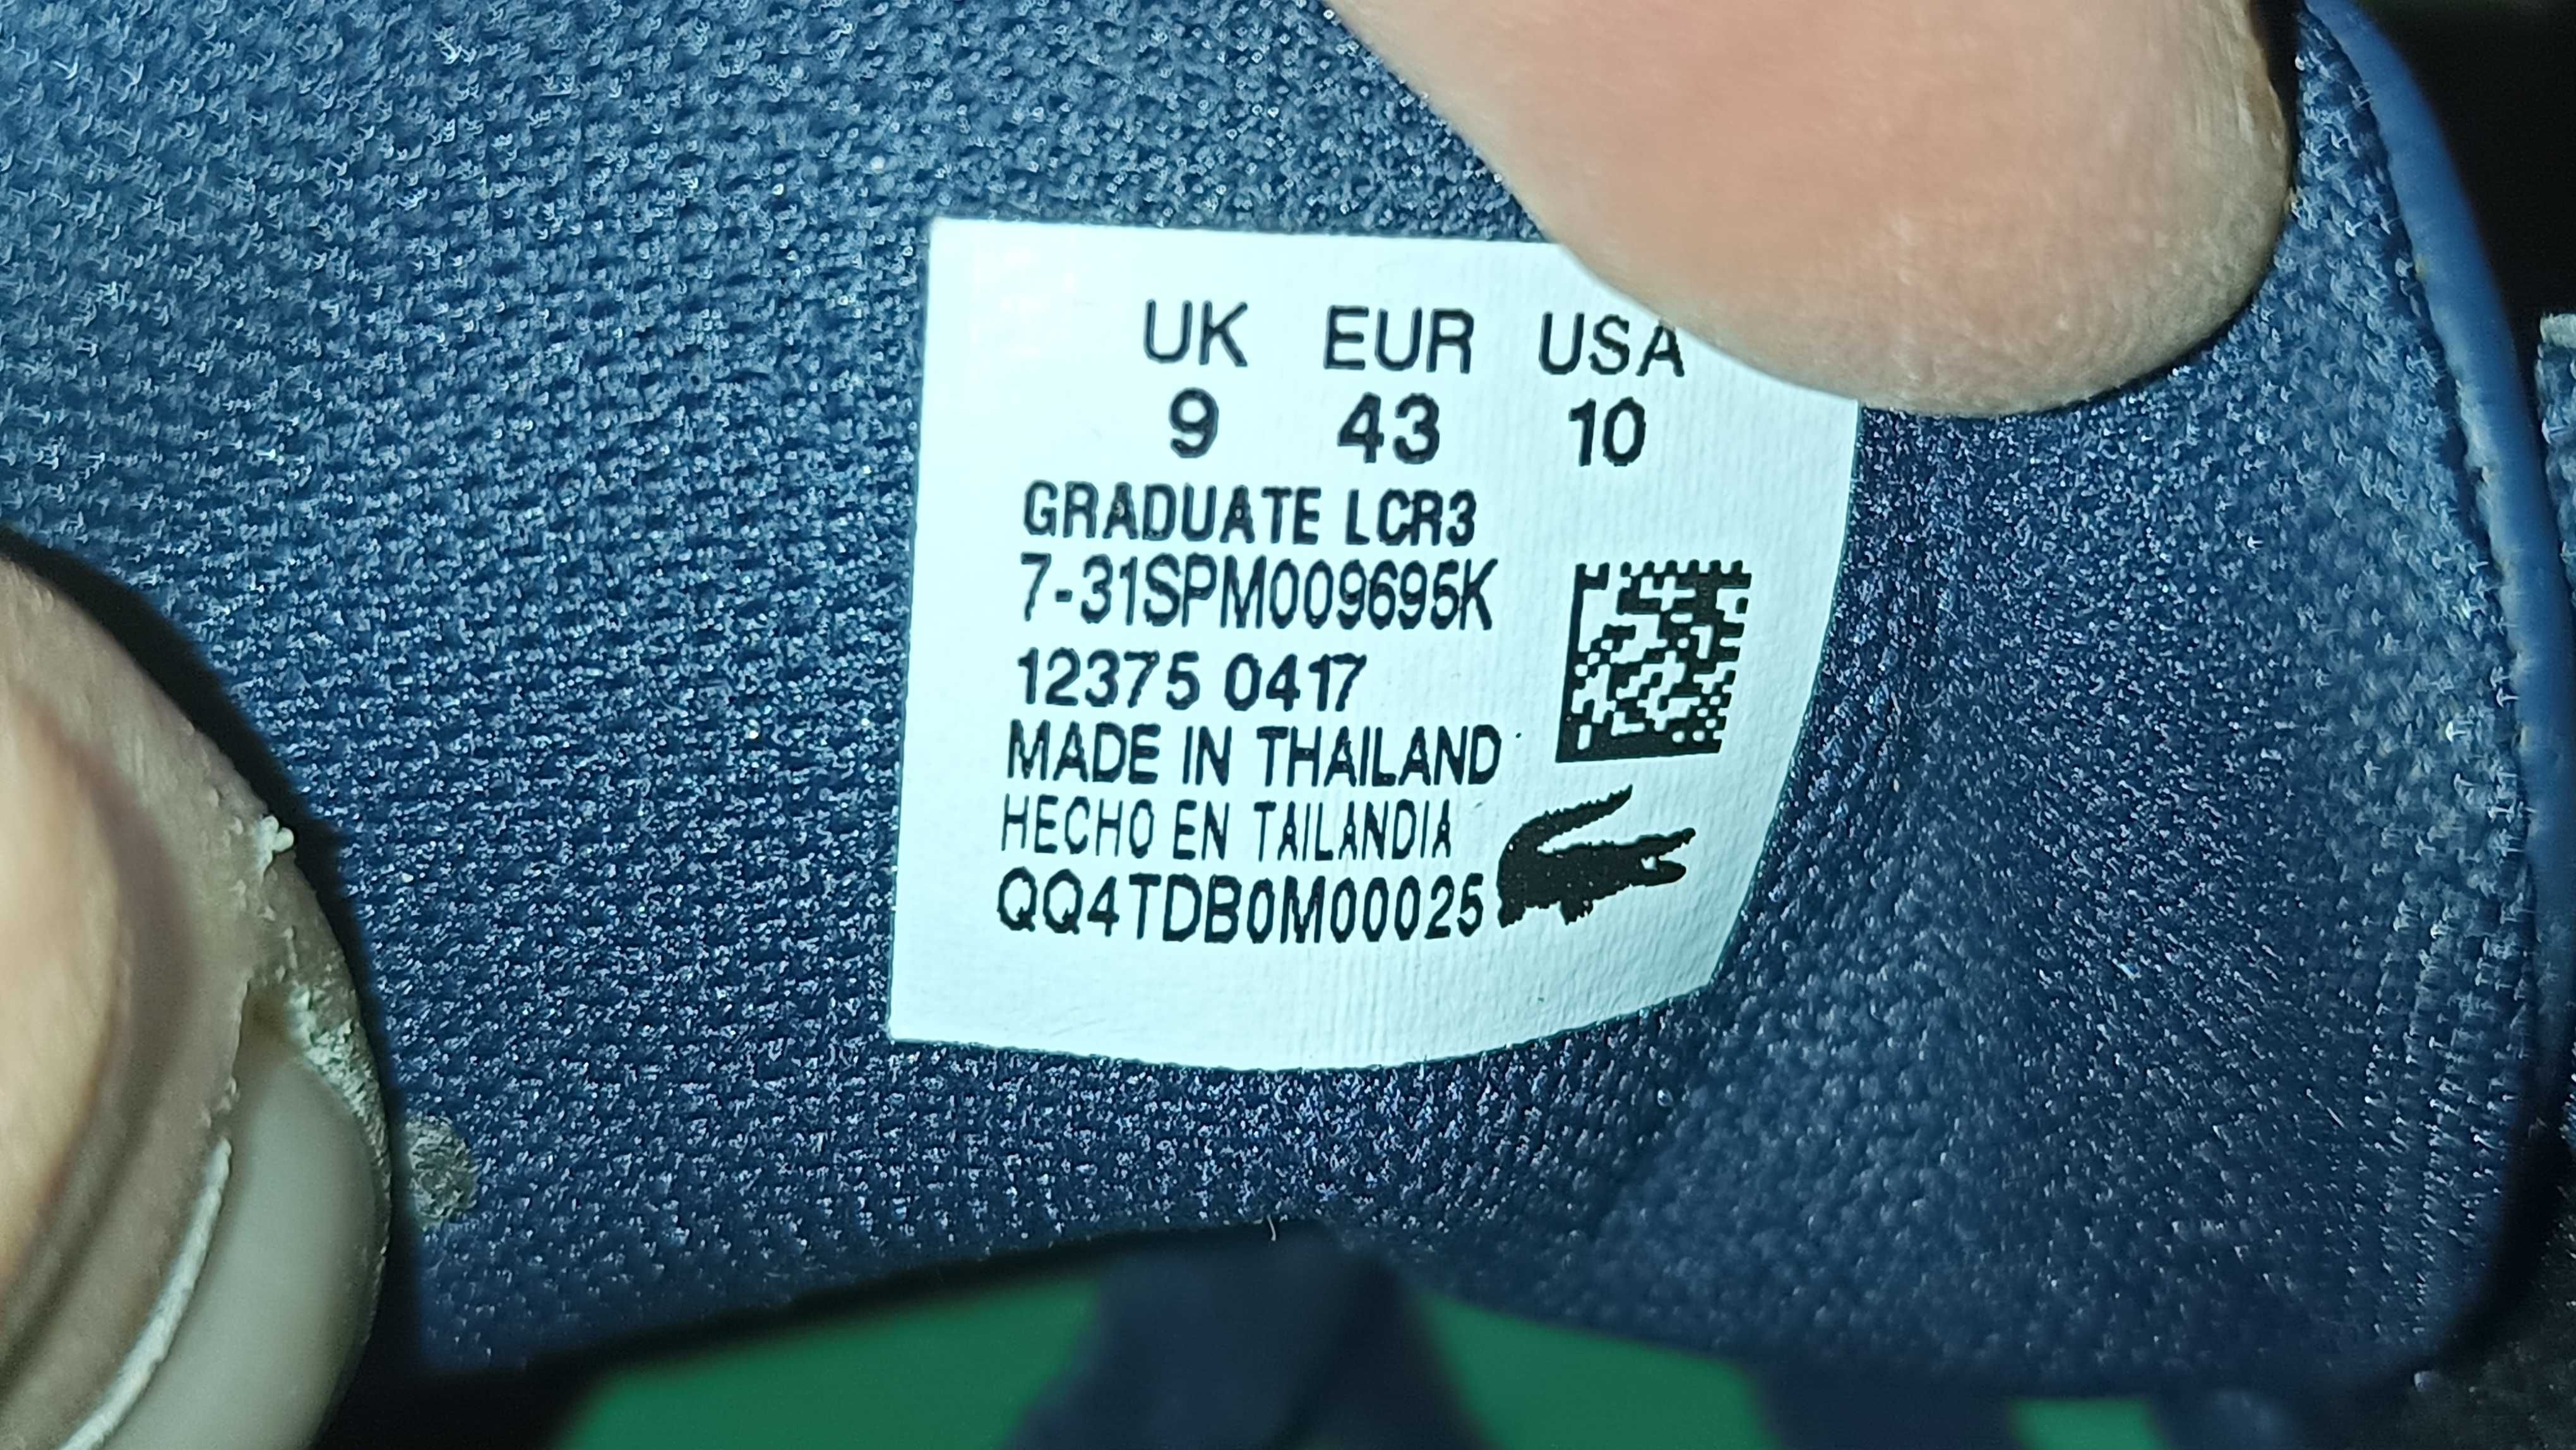 UK EUR USA
9 43 10
GRADUATE LCR3
7-31SPM009695K
12375 0417
MADE IN THAILAND
HECHO EN TAILANDIA
QQ4TDB0M00025